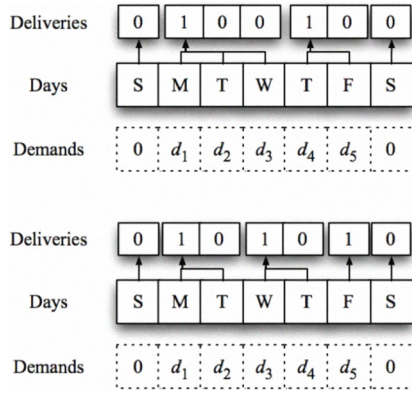 Deliveries 0 1 0 0 1 0 0
Days S M T W T F S
Demands 0 d₁ d₂ d₃ d₄ d₅ 0
Deliveries 0 1 0 1 0 1 0
Days S M T W T F S
Demands 0 d₁ d₂ d₃ d₄ d₅ 0